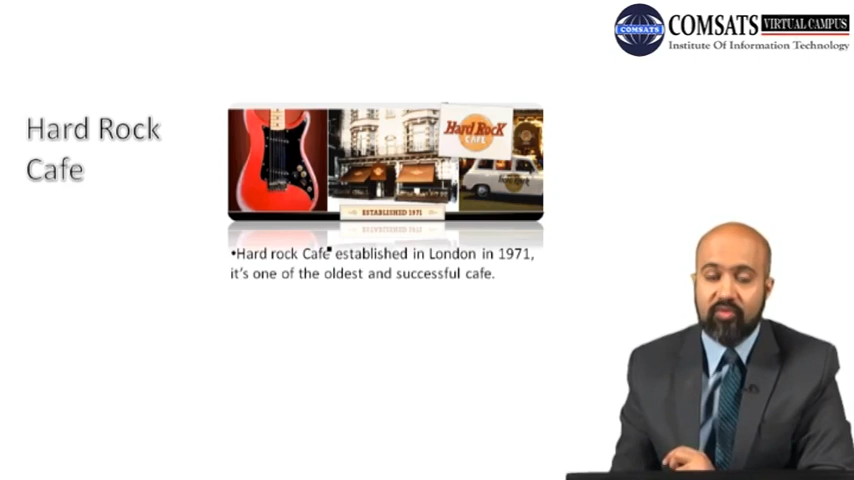 COMSATS VIRTUAL CAMPUS
COMSATS
Institute Of Information Technology
Hard Rock
Cafe
Hard Rock
CAFE
ESTABLISHED 1971
•Hard rock Cafe established in London in 1971,
it's one of the oldest and successful cafe.